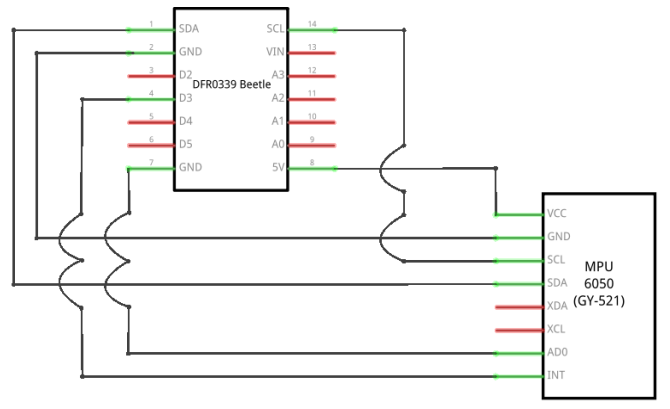 1 SDA
2 GND
3 D2
4 D3
5 D4
6 D5
7 GND
DFR0339 Beetle
SCL 14
VIN 13
A3 12
A2 11
A1 10
A0 9
5V 8
VCC
GND
SCL
SDA
XDA
XCL
AD0
INT
MPU
6050
(GY-521)